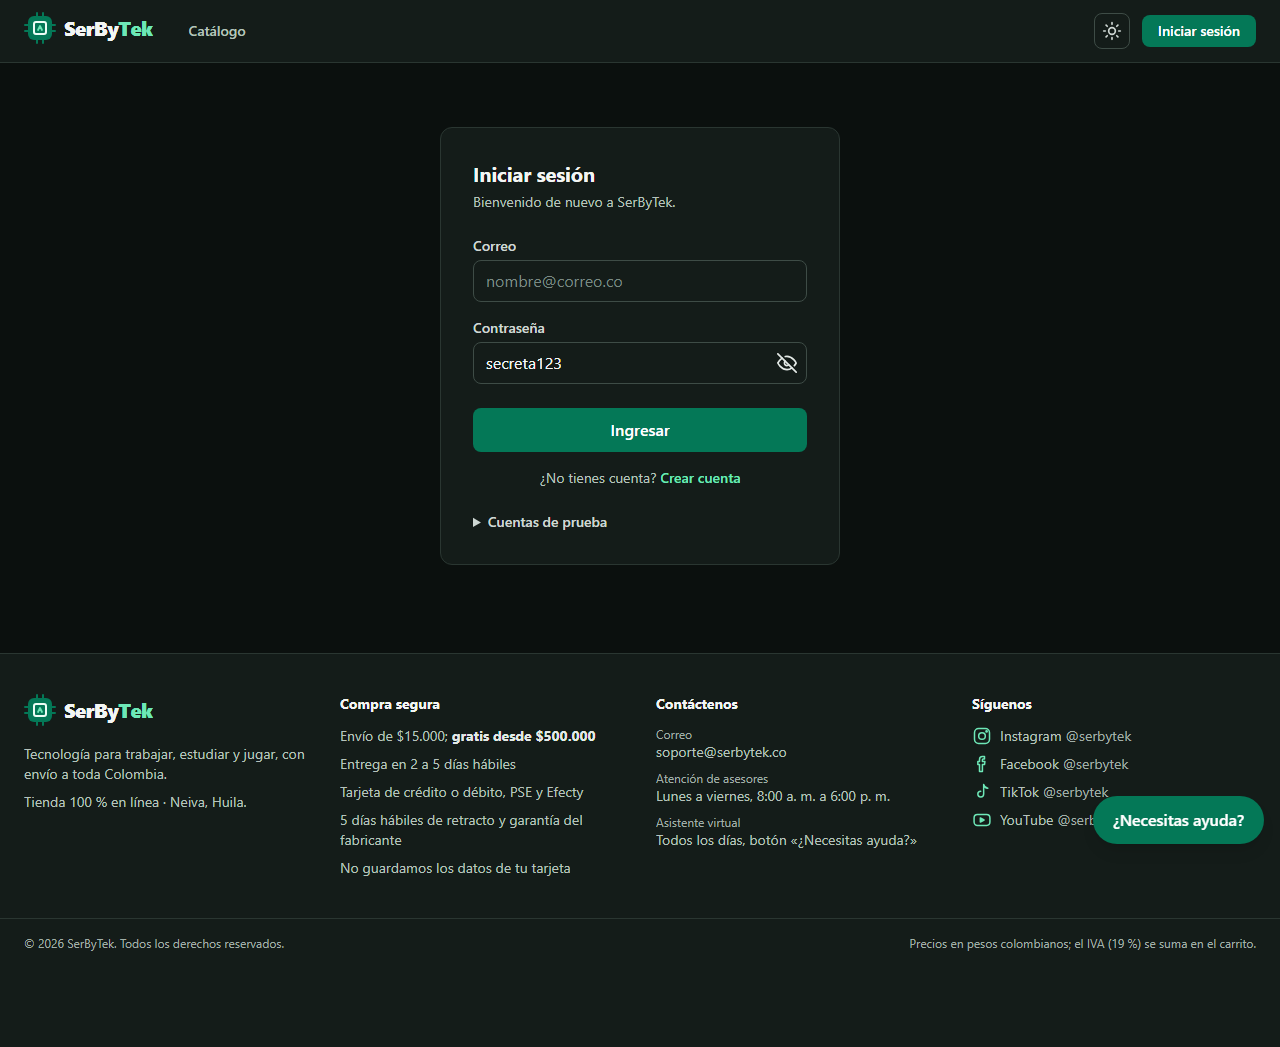 SerByTek
Catálogo
Iniciar sesión
Iniciar sesión
Bienvenido de nuevo a SerByTek.
Correo
nombre@correo.co
Contraseña
secreta123
Ingresar
¿No tienes cuenta? Crear cuenta
Cuentas de prueba
SerByTek
Tecnología para trabajar, estudiar y jugar, con
envío a toda Colombia.
Tienda 100 % en línea · Neiva, Huila.
Compra segura
Envío de $15.000; gratis desde $500.000
Entrega en 2 a 5 días hábiles
Tarjeta de crédito o débito, PSE y Efecty
5 días hábiles de retracto y garantía del
fabricante
No guardamos los datos de tu tarjeta
Contáctenos
Correo
soporte@serbytek.co
Atención de asesores
Lunes a viernes, 8:00 a. m. a 6:00 p. m.
Asistente virtual
Todos los días, botón «¿Necesitas ayuda?»
Síguenos
Instagram @serbytek
Facebook @serbytek
TikTok @serbytek
YouTube
¿Necesitas ayuda?
© 2026 SerByTek. Todos los derechos reservados.
Precios en pesos colombianos; el IVA (19 %) se suma en el carrito.